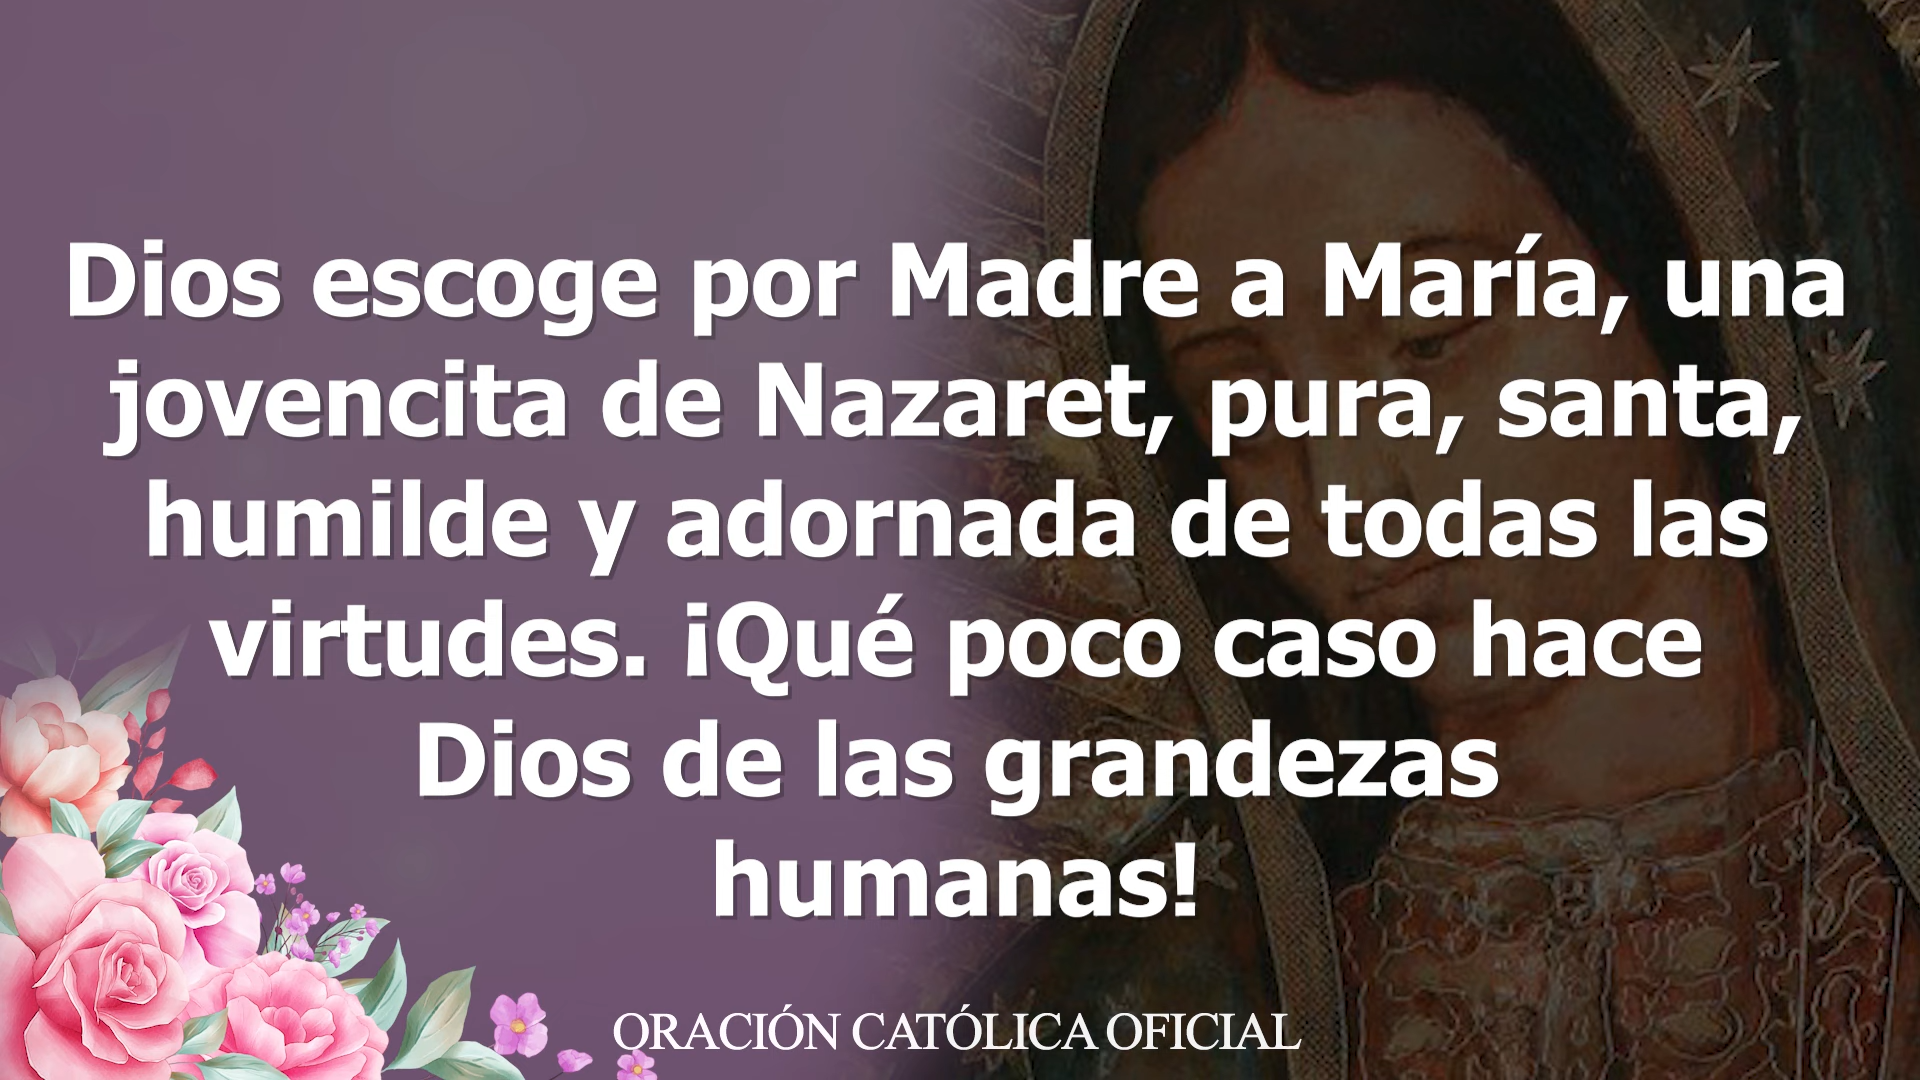 Dios escoge por Madre a María, una
jovencita de Nazaret, pura, santa,
humilde y adornada de todas las
virtudes. ¡Qué poco caso hace
Dios de las grandezas
humanas!
ORACIÓN CATÓLICA OFICIAL